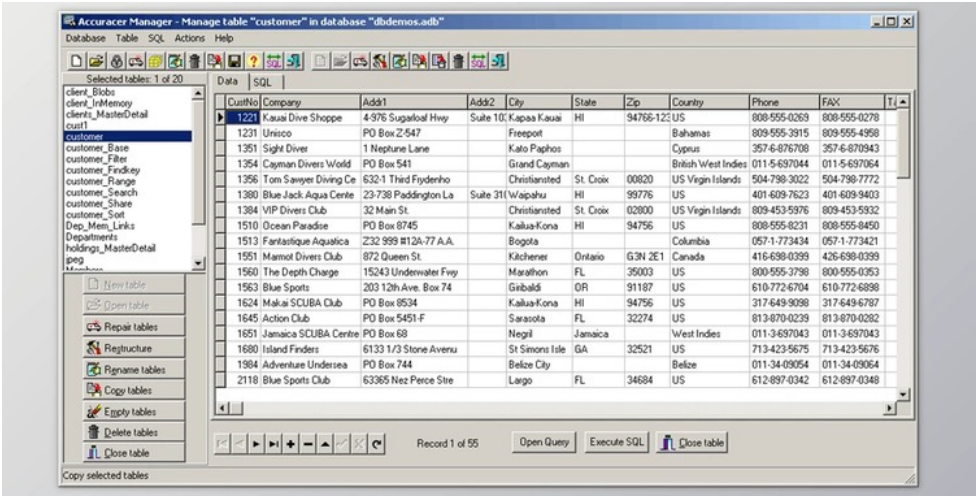 Accuracer Manager - Manage table "customer" in database "dbdemos.adb"
Database Table SQL Actions Help
Selected tables: 1 of 20
client_Blobs
client_InMemory
clients_MasterDetail
cust1
customer
customer_Base
customer_Filter
customer_Findkey
customer_Range
customer_Search
customer_Share
customer_Sort
Dep_Mem_Links
Departments
holdings_MasterDetail
jpeg
New table
Open table
Repair tables
Restructure
Rename tables
Copy tables
Empty tables
Delete tables
Close table
Data SQL
CustNo Company Addr1 Addr2 City State Zip Country Phone FAX
1221 Kauai Dive Shoppe 4-976 Sugarloaf Hwy Suite 103 Kapaa Kauai HI 94766-123 US 808-555-0269 808-555-0278
1231 Unisco PO Box Z-547 Freeport Bahamas 809-555-3915 809-555-4958
1351 Sight Diver 1 Neptune Lane Kato Paphos Cyprus 357-6-876708 357-6-870943
1354 Cayman Divers World PO Box 541 Grand Cayman British West Indies 011-5-697044 011-5-697064
1356 Tom Sawyer Diving Ce 632-1 Third Frydenho Christiansted St. Croix 00820 US Virgin Islands 504-798-3022 504-798-7772
1380 Blue Jack Aqua Cente 23-738 Paddington La Suite 310 Waipahu HI 99776 US 401-609-7623 401-609-9403
1384 VIP Divers Club 32 Main St. Christiansted St. Croix 02800 US Virgin Islands 809-453-5976 809-453-5932
1510 Ocean Paradise PO Box 8745 Kailua-Kona HI 94756 US 808-555-8231 808-555-8450
1513 Fantastique Aquatica Z32 999 #12A-77 A.A. Bogota Columbia 057-1-773434 057-1-773421
1551 Marmot Divers Club 872 Queen St. Kitchener Ontario G3N 2E1 Canada 416-698-0399 426-698-0399
1560 The Depth Charge 15243 Underwater Fwy Marathon FL 35003 US 800-555-3798 800-555-0353
1563 Blue Sports 203 12th Ave. Box 74 Giribaldi OR 91187 US 610-772-6704 610-772-6898
1624 Makai SCUBA Club PO Box 8534 Kailua-Kona HI 94756 US 317-649-9098 317-649-6787
1645 Action Club PO Box 5451-F Sarasota FL 32274 US 813-870-0239 813-870-0282
1651 Jamaica SCUBA Centre PO Box 68 Negril Jamaica West Indies 011-3-697043 011-3-697043
1680 Island Finders 6133 1/3 Stone Avenu St Simons Isle GA 32521 US 713-423-5675 713-423-5676
1984 Adventure Undersea PO Box 744 Belize City Belize 011-34-09054 011-34-09064
2118 Blue Sports Club 63365 Nez Perce Stre Largo FL 34684 US 612-897-0342 612-897-0348
Record 1 of 55 Open Query Execute SQL Close table
Copy selected tables